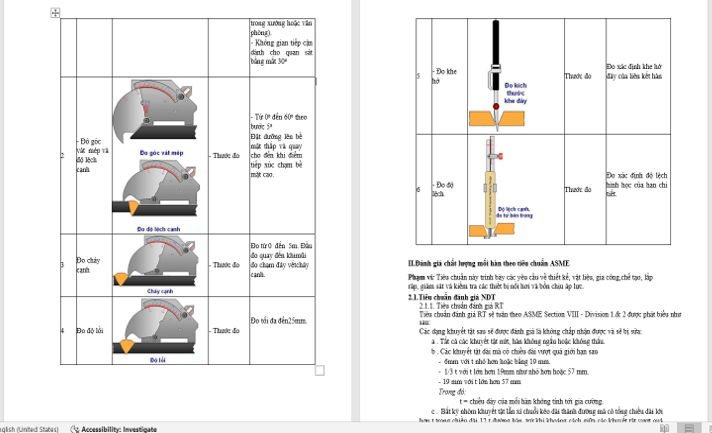 trong xưởng hoặc văn
phòng).
- Không gian tiếp cận
dành cho quan sát
bằng mắt 30º
2
- Đo góc
vát mép và
độ lệch
cạnh
Đo góc vát mép
Đo độ lệch cạnh
- Thước đo
- Từ 0º đến 60º theo
bước 5º
Đặt dưỡng lên bề
mặt thấp và quay
cho đến khi điểm
tiếp xúc chạm bề
mặt cao.
3
Đo cháy
cạnh
Cháy cạnh
- Thước đo
Đo từ 0 đến 5m. Đầu
đo quay đến khimũi
đo chạm đáy vếtcháy
cạnh.
4
Đo độ lồi
Đo lồi
- Thước đo
Đo tối đa đến25mm.
5
- Đo khe
hở
Đo kích
thước
khe đáy
Thước đo
Đo xác định khe hở
đáy của liên kết hàn
6
- Đo độ
lệch
Độ lệch cạnh,
đo từ bên trong
Thước đo
Đo xác định độ lệch
hình học của han chi
tiết.
II.Đánh giá chất lượng mối hàn theo tiêu chuẩn ASME
Phạm vi: Tiêu chuẩn này trình bày các yêu cầu về thiết kế, vật liệu, gia công,chế tạo, lắp
ráp, giám sát và kiểm tra các thiết bị nồi hơi và bồn chịu áp lực.
2.1.Tiêu chuẩn đánh giá NDT
2.1.1. Tiêu chuẩn đánh giá RT
Tiêu chuẩn đánh giá RT sẽ tuân theo ASME Section VIII - Division 1& 2 được phát biểu như
sau:
Các dạng khuyết tật sau sẽ được đánh giá là không chấp nhận được và sẽ bị sửa:
a . Tất cả các khuyết tật nứt, hàn không ngấu hoặc không thấu.
b . Các khuyết tật dài mà có chiều dài vượt quá giới hạn sau
- 6mm với t nhỏ hơn hoặc bằng 19 mm.
- 1/3 t với t lớn hơn 19mm như nhỏ hơn hoặc 57 mm.
- 19 mm với t lớn hơn 57 mm
Trong đó:
t = chiều dày của mối hàn không tính tới gia cường.
c . Bất kỳ nhóm khuyết tật lẫn xỉ chuỗi kéo dài thành đường mà có tổng chiều dài lớn
hơn t trong chiều dài 12 t đường hàn, trừ khi khoảng cách giữa các khuyết tật vượt quá
English (United States)
Accessibility: Investigate